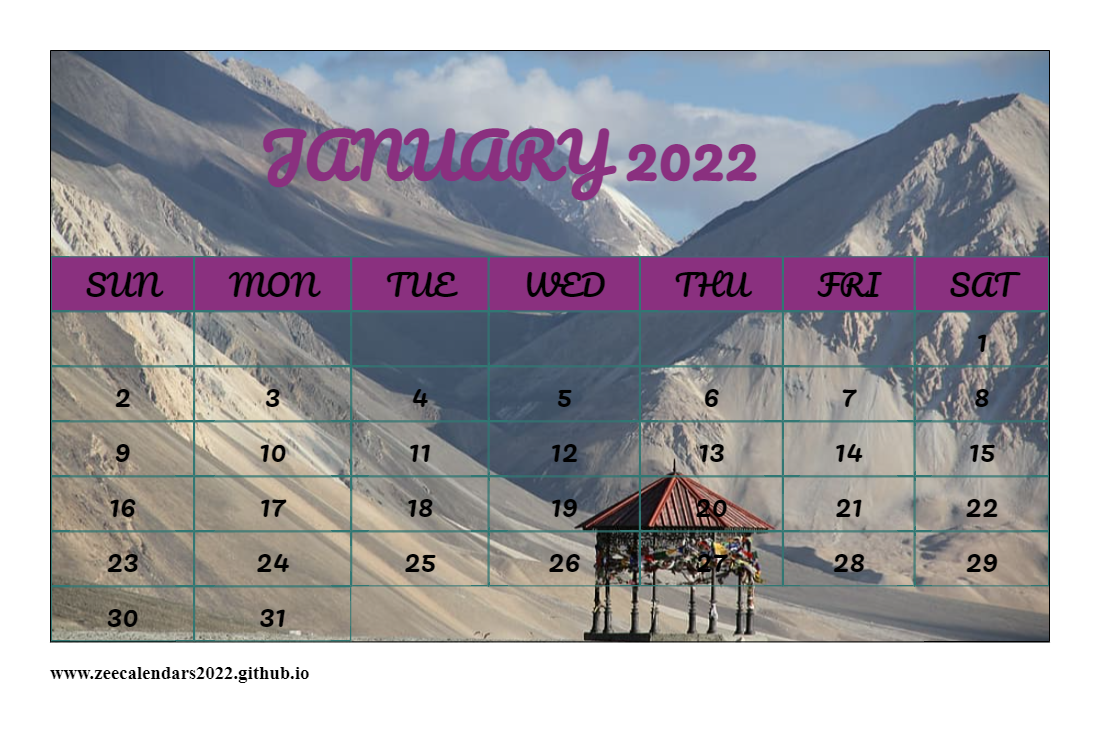 JANUARY 2022
SUN MON TUE WED THU FRI SAT
1
2 3 4 5 6 7 8
9 10 11 12 13 14 15
16 17 18 19 20 21 22
23 24 25 26 27 28 29
30 31
www.zeecalendars2022.github.io